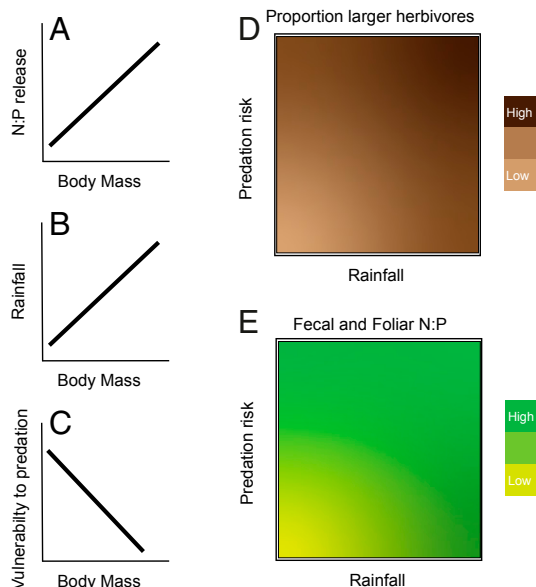 A
N:P release
Body Mass
B
Rainfall
Body Mass
C
Vulnerabilty to predation
Body Mass
D
Proportion larger herbivores
Predation risk
Rainfall
High
Low
E
Fecal and Foliar N:P
Predation risk
Rainfall
High
Low